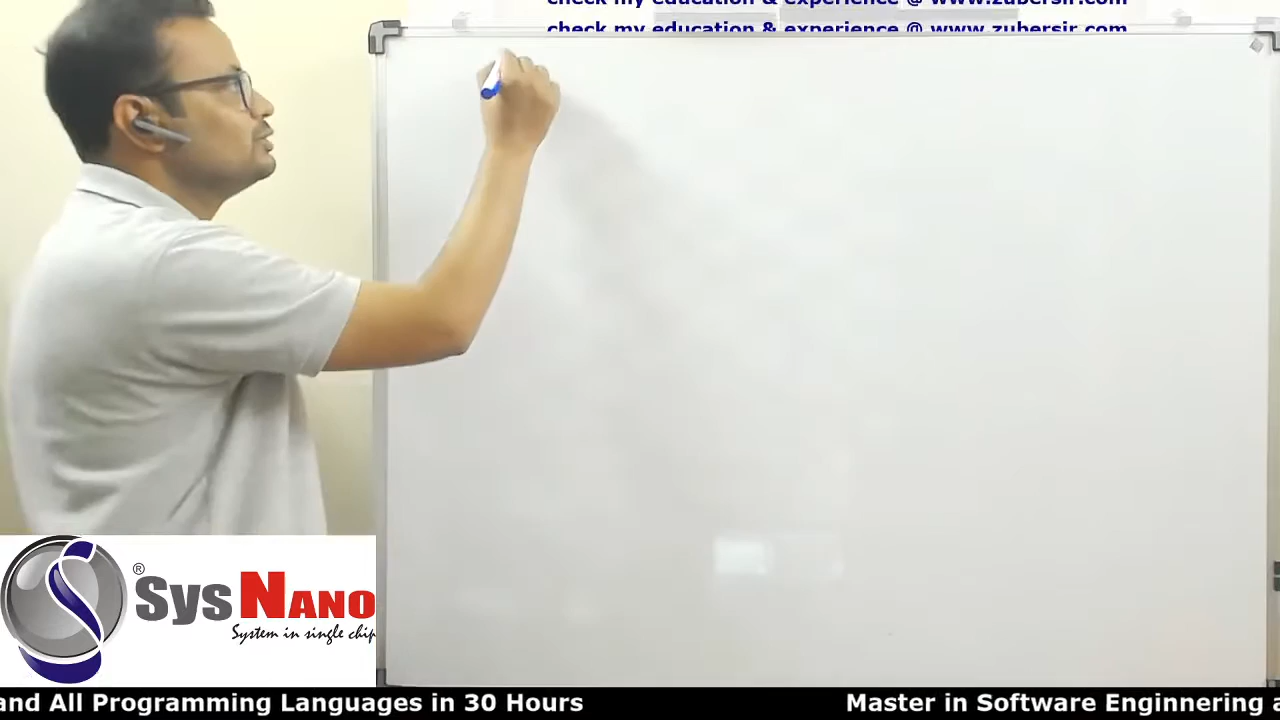 check my education & experience @ www.zubersir.com
check my education & experience @ www.zubersir.com
® Sys NANO
System in single chip
and All Programming Languages in 30 Hours Master in Software Enginnering a